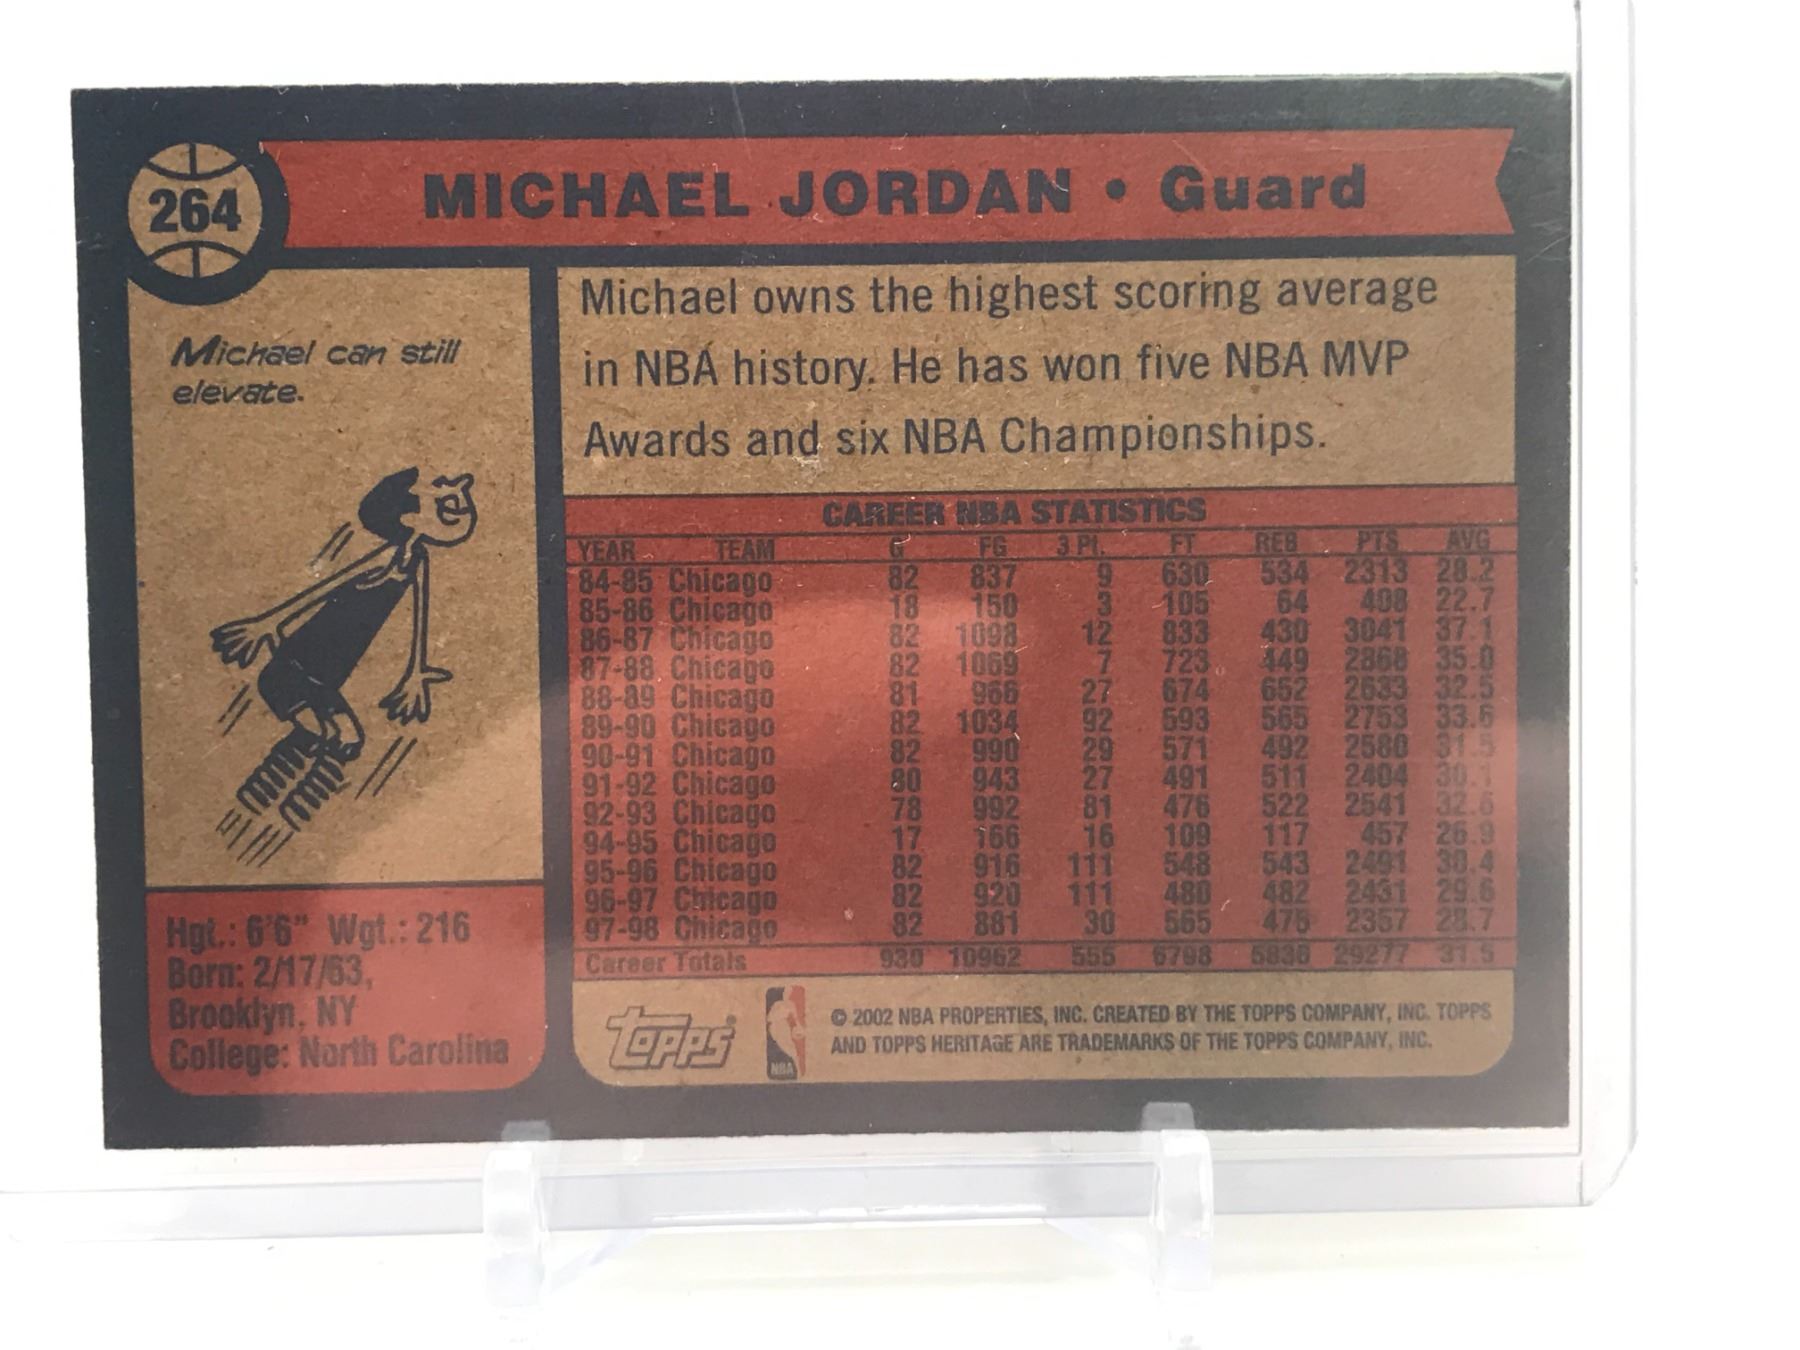 264
MICHAEL JORDAN • Guard
Michael can still
elevate.
Michael owns the highest scoring average
in NBA history. He has won five NBA MVP
Awards and six NBA Championships.
CAREER NBA STATISTICS
YEAR TEAM G FG 3 Pt. FT REB PTS AVG
84-85 Chicago 82 837 9 630 534 2313 28.2
85-86 Chicago 18 150 3 105 64 408 22.7
86-87 Chicago 82 1098 12 833 430 3041 37.1
87-88 Chicago 82 1069 7 723 449 2868 35.0
88-89 Chicago 81 966 27 674 652 2633 32.5
89-90 Chicago 82 1034 92 593 565 2753 33.6
90-91 Chicago 82 990 29 571 492 2580 31.5
91-92 Chicago 80 943 27 491 511 2404 30.1
92-93 Chicago 78 992 81 476 522 2541 32.6
94-95 Chicago 17 166 16 109 117 457 26.9
95-96 Chicago 82 916 111 548 543 2491 30.4
96-97 Chicago 82 920 111 480 482 2431 29.6
97-98 Chicago 82 881 30 565 475 2357 28.7
Career Totals 930 10962 555 6798 5836 29277 31.5
Hgt.: 6'6" Wgt.: 216
Born: 2/17/63,
Brooklyn, NY
College: North Carolina
Topps®
NBA
© 2002 NBA PROPERTIES, INC. CREATED BY THE TOPPS COMPANY, INC. TOPPS
AND TOPPS HERITAGE ARE TRADEMARKS OF THE TOPPS COMPANY, INC.